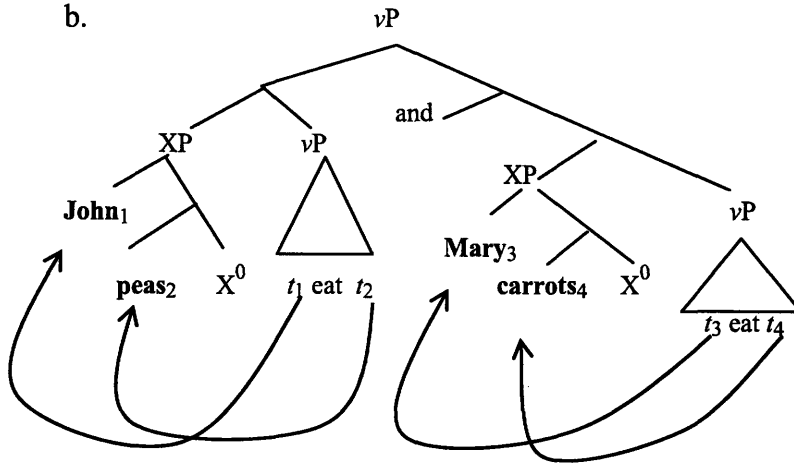 b.
vP
and
XP
vP
XP
vP
John1
Mary3
peas2
X0
t1 eat t2
carrots4
X0
t3 eat t4